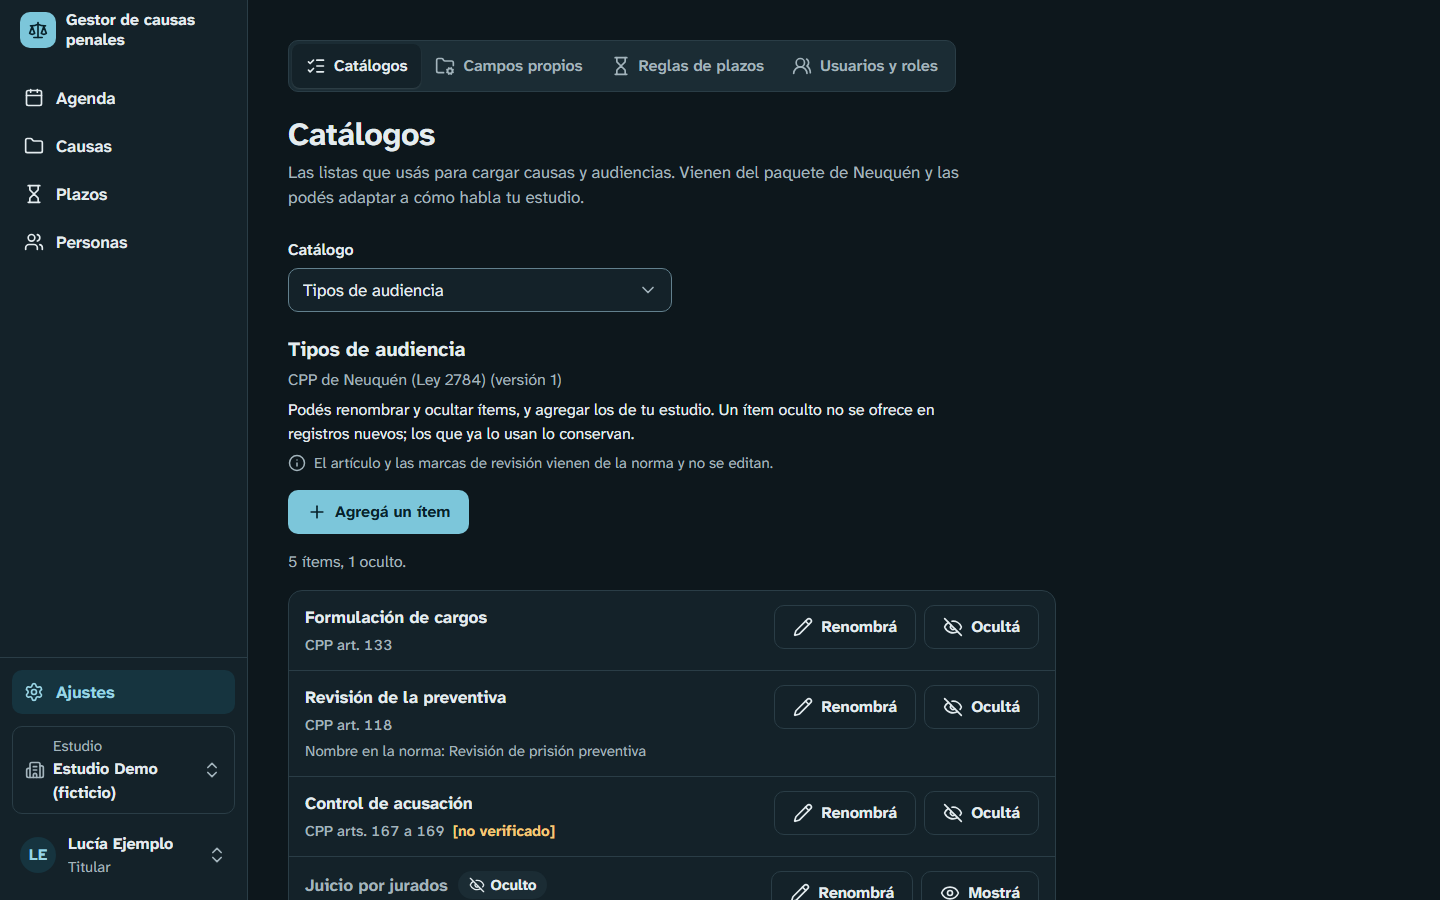 Gestor de causas
penales
Agenda
Causas
Plazos
Personas
Ajustes
Estudio
Estudio Demo
(ficticio)
LE
Lucía Ejemplo
Titular
Catálogos
Campos propios
Reglas de plazos
Usuarios y roles
Catálogos
Las listas que usás para cargar causas y audiencias. Vienen del paquete de Neuquén y las
podés adaptar a cómo habla tu estudio.
Catálogo
Tipos de audiencia
Tipos de audiencia
CPP de Neuquén (Ley 2784) (versión 1)
Podés renombrar y ocultar ítems, y agregar los de tu estudio. Un ítem oculto no se ofrece en
registros nuevos; los que ya lo usan lo conservan.
El artículo y las marcas de revisión vienen de la norma y no se editan.
Agregá un ítem
5 ítems, 1 oculto.
Formulación de cargos
CPP art. 133
Renombrá
Ocultá
Revisión de la preventiva
CPP art. 118
Nombre en la norma: Revisión de prisión preventiva
Renombrá
Ocultá
Control de acusación
CPP arts. 167 a 169 [no verificado]
Renombrá
Ocultá
Juicio por jurados
Oculto
Renombrá
Mostrá